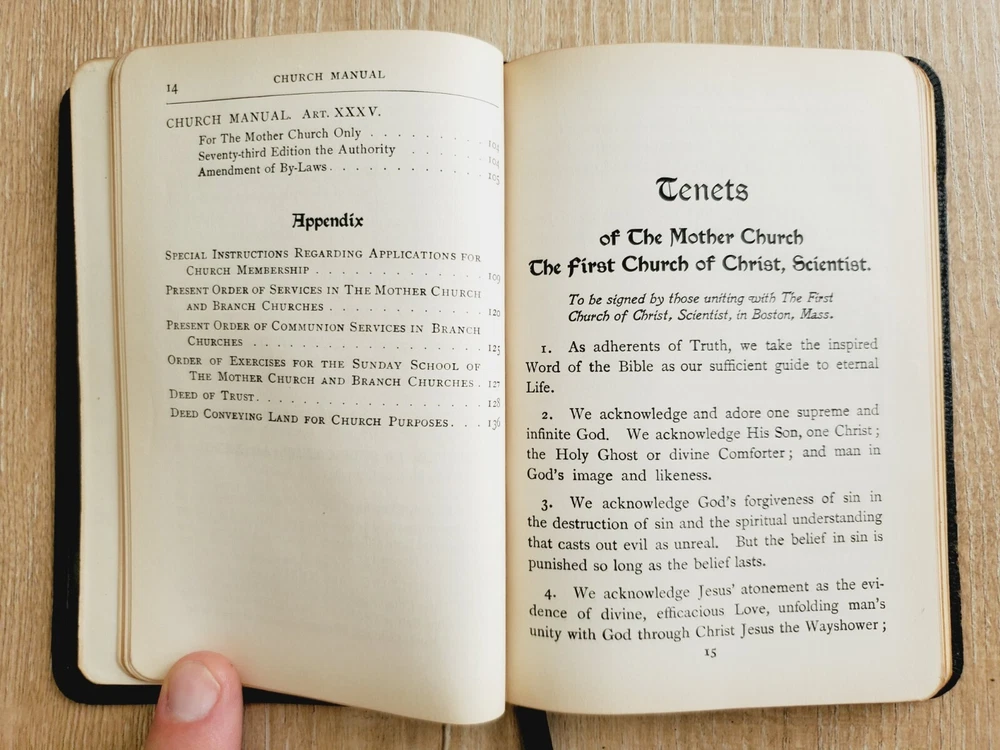 14
CHURCH MANUAL
CHURCH MANUAL. ART. XXXV.
For The Mother Church Only . . . . . . . . 104
Seventy-third Edition the Authority . . . . . . 104
Amendment of By-Laws . . . . . . . . . . 105
Appendix
SPECIAL INSTRUCTIONS REGARDING APPLICATIONS FOR
CHURCH MEMBERSHIP . . . . . . . . . . . 109
PRESENT ORDER OF SERVICES IN THE MOTHER CHURCH
AND BRANCH CHURCHES . . . . . . . . . . 120
PRESENT ORDER OF COMMUNION SERVICES IN BRANCH
CHURCHES . . . . . . . . . . . . . . 125
ORDER OF EXERCISES FOR THE SUNDAY SCHOOL OF
THE MOTHER CHURCH AND BRANCH CHURCHES . 127
DEED OF TRUST . . . . . . . . . . . . . 128
DEED CONVEYING LAND FOR CHURCH PURPOSES . . . 136
Tenets
of The Mother Church
The First Church of Christ, Scientist.
To be signed by those uniting with The First
Church of Christ, Scientist, in Boston, Mass.
1. As adherents of Truth, we take the inspired
Word of the Bible as our sufficient guide to eternal
Life.
2. We acknowledge and adore one supreme and
infinite God. We acknowledge His Son, one Christ;
the Holy Ghost or divine Comforter; and man in
God's image and likeness.
3. We acknowledge God's forgiveness of sin in
the destruction of sin and the spiritual understanding
that casts out evil as unreal. But the belief in sin is
punished so long as the belief lasts.
4. We acknowledge Jesus' atonement as the evi-
dence of divine, efficacious Love, unfolding man's
unity with God through Christ Jesus the Wayshower;
15